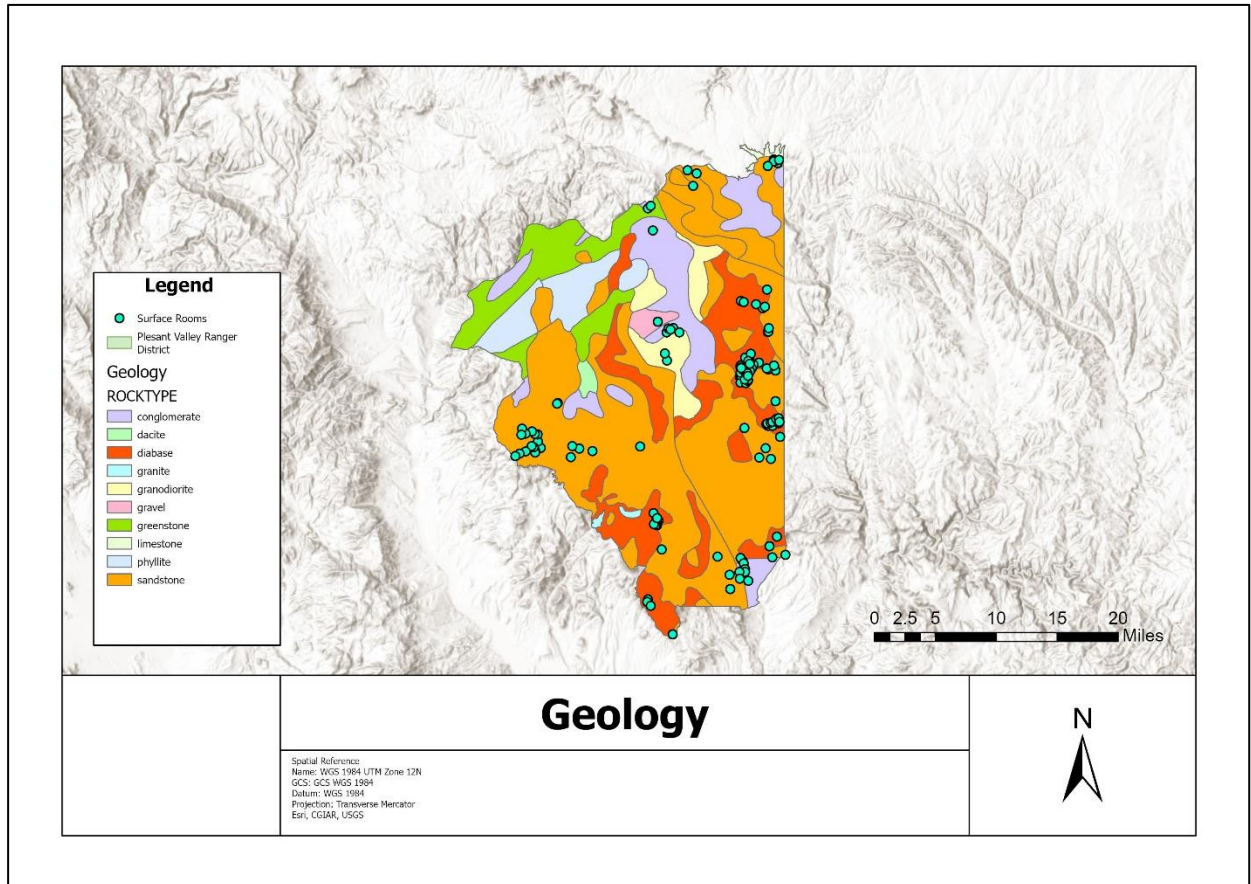 Legend
Surface Rooms
Plesant Valley Ranger
District
Geology
ROCKTYPE
conglomerate
dacite
diabase
granite
granodiorite
gravel
greenstone
limestone
phyllite
sandstone
0 2.5 5 10 15 20
Miles
Geology
Spatial Reference
Name: WGS 1984 UTM Zone 12N
GCS: GCS WGS 1984
Datum: WGS 1984
Projection: Transverse Mercator
Esri, CGIAR, USGS
N